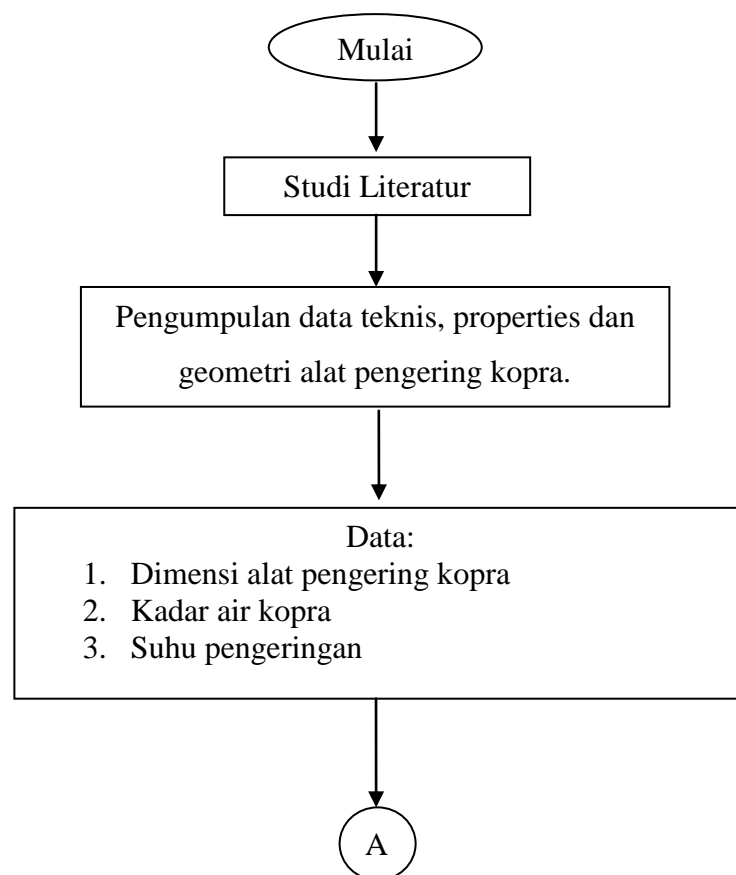 Mulai
Studi Literatur
Pengumpulan data teknis, properties dan
geometri alat pengering kopra.
Data:
1. Dimensi alat pengering kopra
2. Kadar air kopra
3. Suhu pengeringan
A